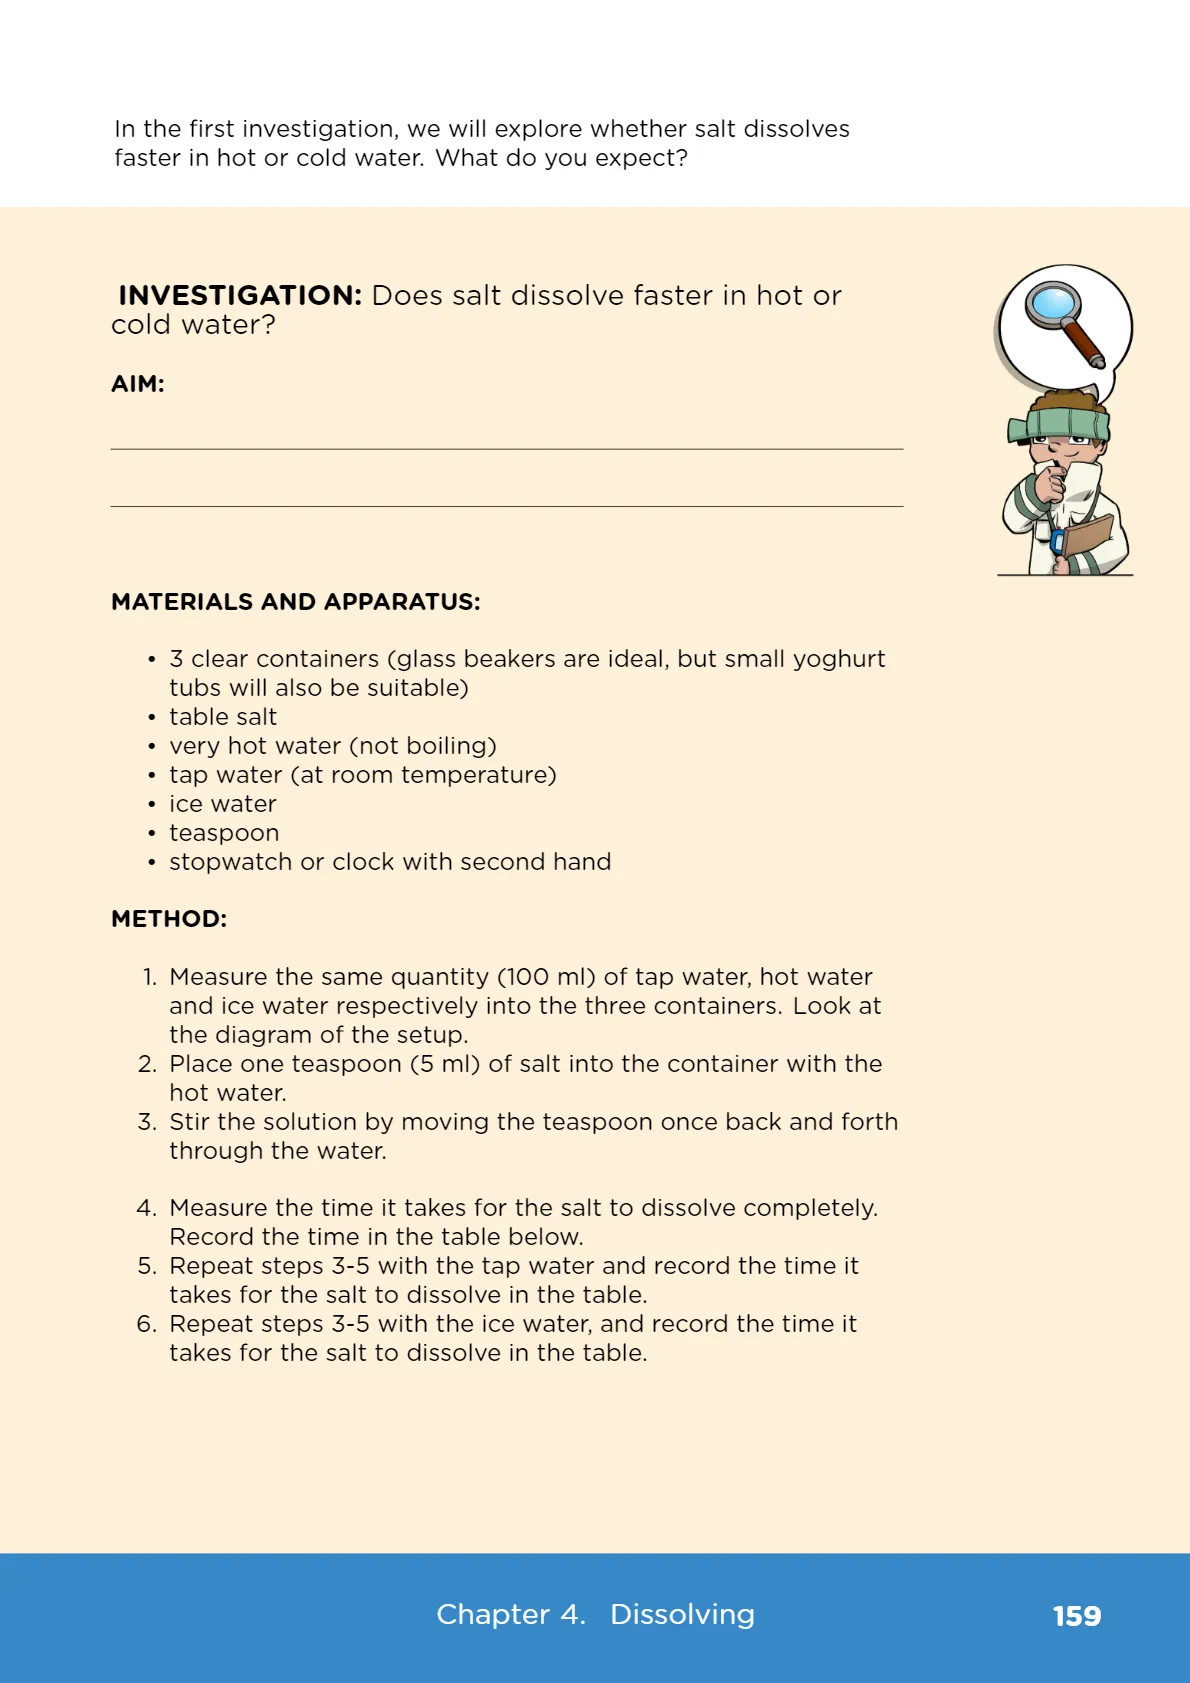 In the first investigation, we will explore whether salt dissolves
faster in hot or cold water. What do you expect?
INVESTIGATION: Does salt dissolve faster in hot or
cold water?
AIM:
MATERIALS AND APPARATUS:
• 3 clear containers (glass beakers are ideal, but small yoghurt
tubs will also be suitable)
• table salt
• very hot water (not boiling)
• tap water (at room temperature)
• ice water
• teaspoon
• stopwatch or clock with second hand
METHOD:
1. Measure the same quantity (100 ml) of tap water, hot water
and ice water respectively into the three containers. Look at
the diagram of the setup.
2. Place one teaspoon (5 ml) of salt into the container with the
hot water.
3. Stir the solution by moving the teaspoon once back and forth
through the water.
4. Measure the time it takes for the salt to dissolve completely.
Record the time in the table below.
5. Repeat steps 3-5 with the tap water and record the time it
takes for the salt to dissolve in the table.
6. Repeat steps 3-5 with the ice water, and record the time it
takes for the salt to dissolve in the table.
Chapter 4. Dissolving
159